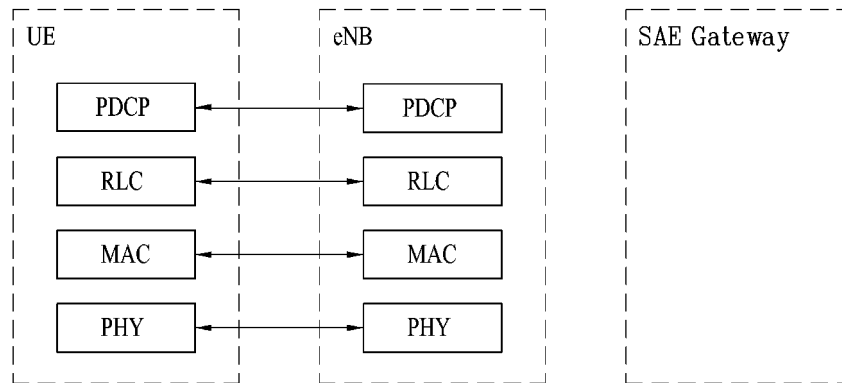 UE
eNB
SAE Gateway
PDCP
PDCP
RLC
RLC
MAC
MAC
PHY
PHY